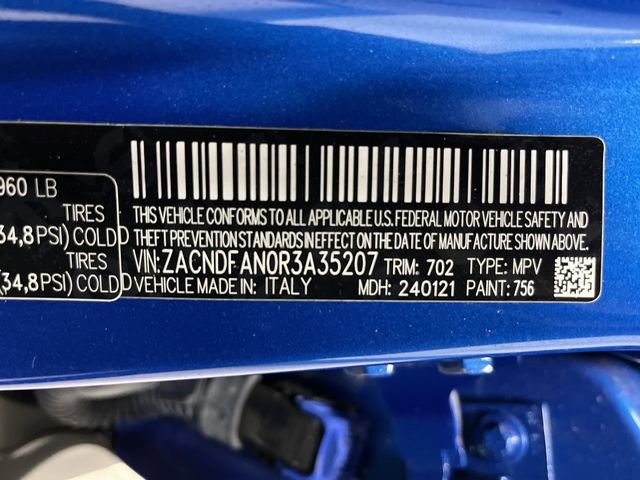 960 LB
TIRES
34,8 PSI) COLD
(34,8 PSI) COLD
THIS VEHICLE CONFORMS TO ALL APPLICABLE U.S. FEDERAL MOTOR VEHICLE SAFETY AND
THEFT PREVENTION STANDARDS IN EFFECT ON THE DATE OF MANUFACTURE SHOWN ABOVE.
VIN: ZACNDFAN0R3A35207 TRIM: 702 TYPE: MPV
VEHICLE MADE IN: ITALY MDH: 240121 PAINT: 756